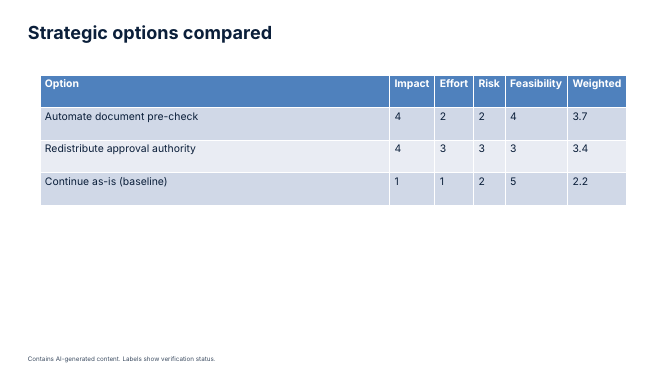 Strategic options compared
Option Impact Effort Risk Feasibility Weighted
Automate document pre-check 4 2 2 4 3.7
Redistribute approval authority 4 3 3 3 3.4
Continue as-is (baseline) 1 1 2 5 2.2
Contains AI-generated content. Labels show verification status.